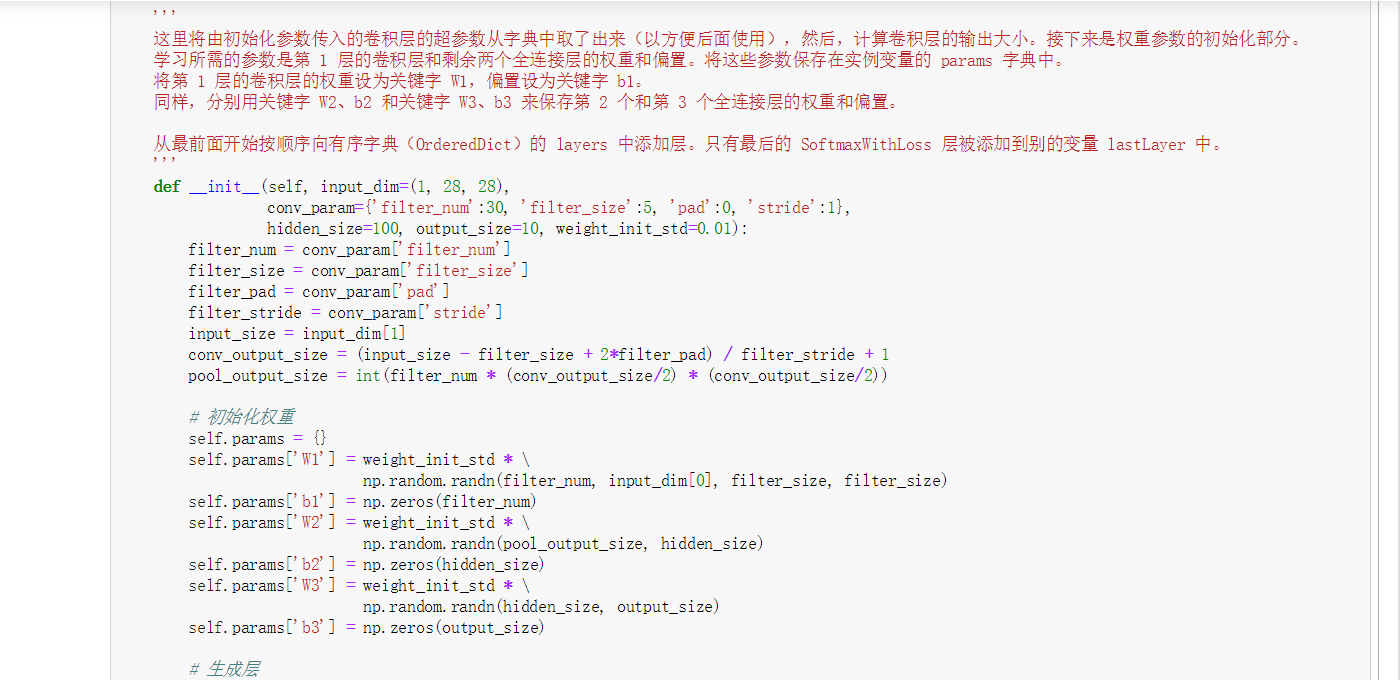 '''
这里将由初始化参数传入的卷积层的超参数从字典中取了出来（以方便后面使用），然后，计算卷积层的输出大小。接下来是权重参数的初始化部分。
学习所需的参数是第 1 层的卷积层和剩余两个全连接层的权重和偏置。将这些参数保存在实例变量的 params 字典中。
将第 1 层的卷积层的权重设为关键字 W1，偏置设为关键字 b1。
同样，分别用关键字 W2、b2 和关键字 W3、b3 来保存第 2 个和第 3 个全连接层的权重和偏置。
从最前面开始按顺序向有序字典（OrderedDict）的 layers 中添加层。只有最后的 SoftmaxWithLoss 层被添加到别的变量 lastLayer 中。
'''
def __init__(self, input_dim=(1, 28, 28),
conv_param={'filter_num':30, 'filter_size':5, 'pad':0, 'stride':1},
hidden_size=100, output_size=10, weight_init_std=0.01):
filter_num = conv_param['filter_num']
filter_size = conv_param['filter_size']
filter_pad = conv_param['pad']
filter_stride = conv_param['stride']
input_size = input_dim[1]
conv_output_size = (input_size - filter_size + 2*filter_pad) / filter_stride + 1
pool_output_size = int(filter_num * (conv_output_size/2) * (conv_output_size/2))
# 初始化权重
self.params = {}
self.params['W1'] = weight_init_std * \
np.random.randn(filter_num, input_dim[0], filter_size, filter_size)
self.params['b1'] = np.zeros(filter_num)
self.params['W2'] = weight_init_std * \
np.random.randn(pool_output_size, hidden_size)
self.params['b2'] = np.zeros(hidden_size)
self.params['W3'] = weight_init_std * \
np.random.randn(hidden_size, output_size)
self.params['b3'] = np.zeros(output_size)
# 生成层